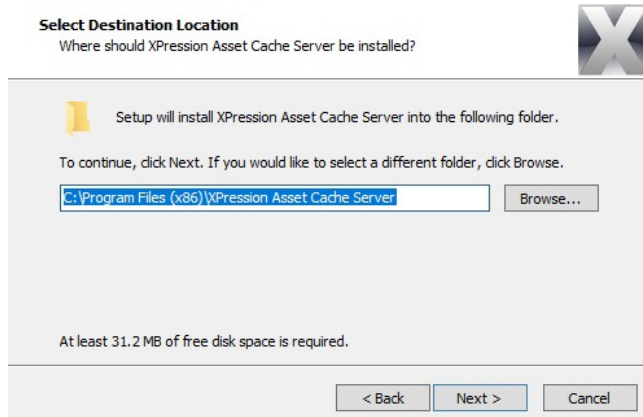 Select Destination Location
Where should XPression Asset Cache Server be installed?
X
Setup will install XPression Asset Cache Server into the following folder.
To continue, click Next. If you would like to select a different folder, click Browse.
C:\Program Files (x86)\XPression Asset Cache Server
Browse...
At least 31.2 MB of free disk space is required.
< Back Next > Cancel